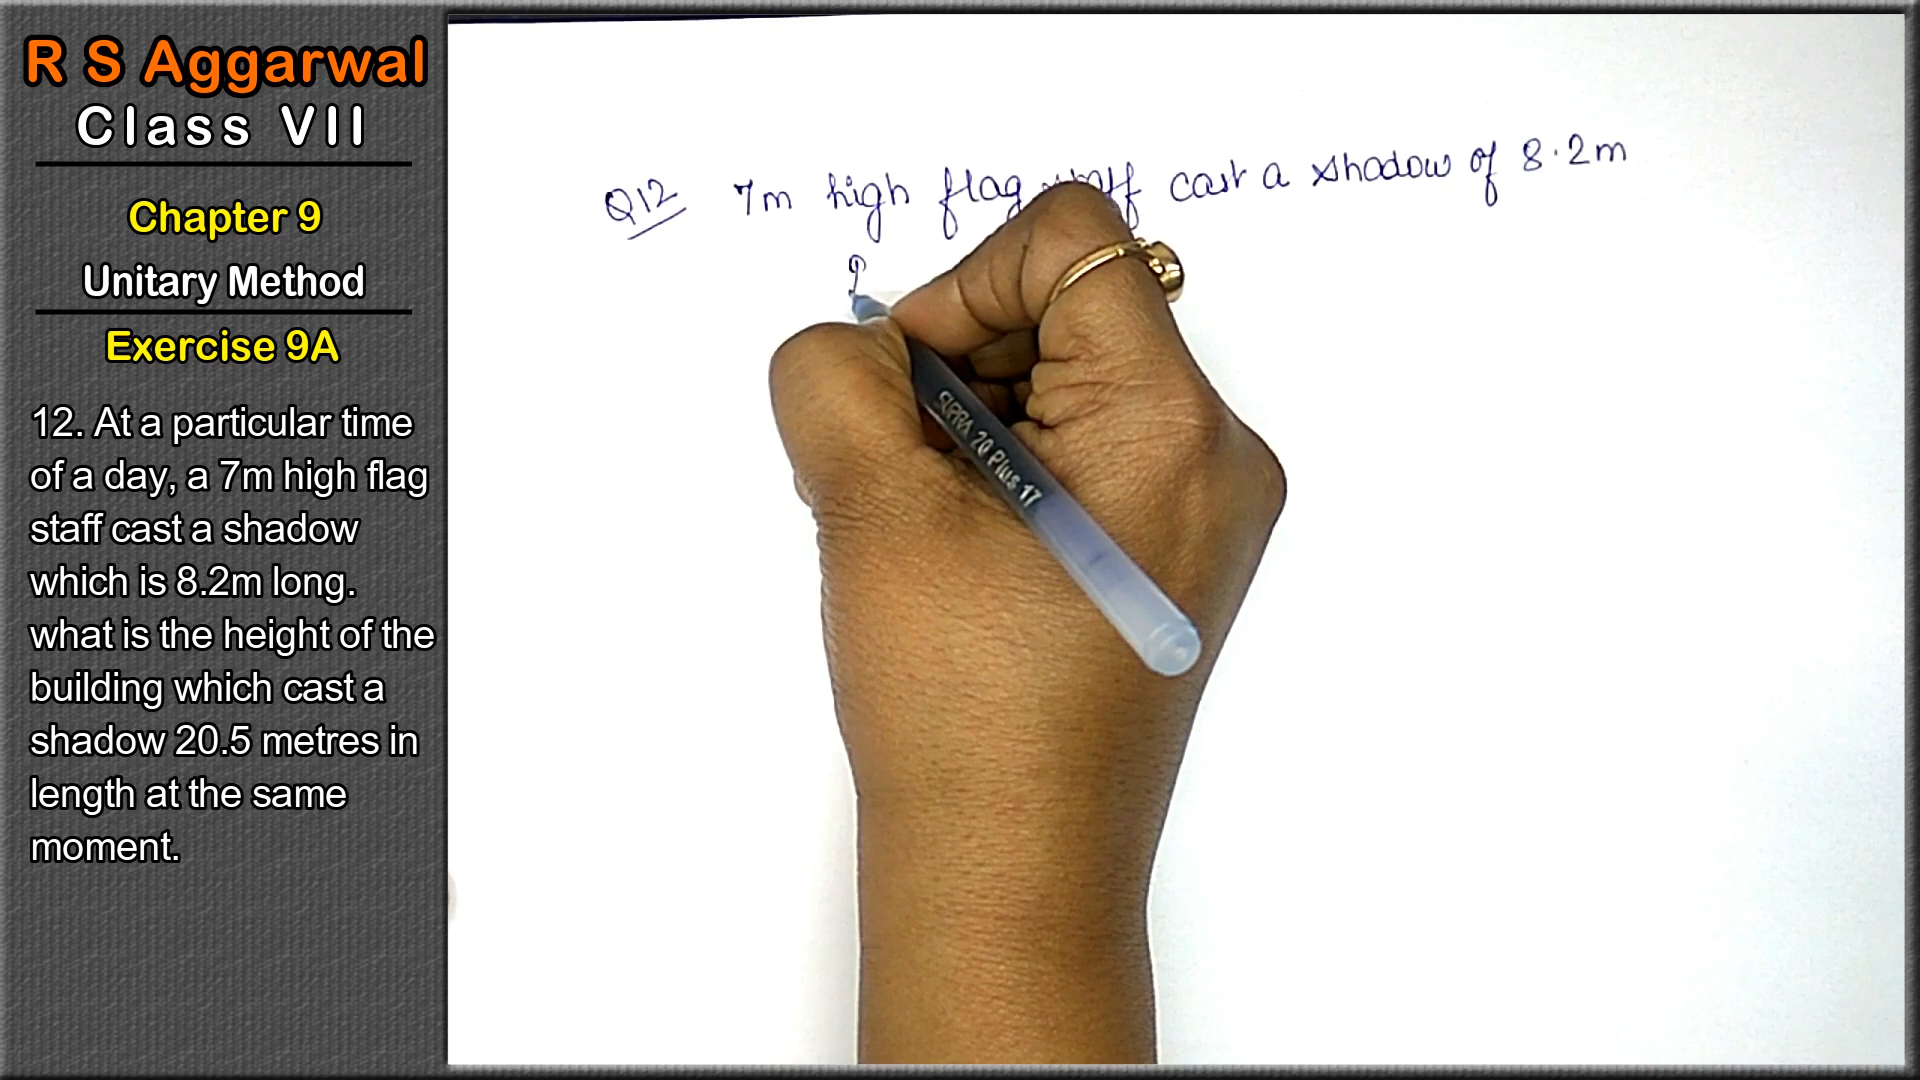 R S Aggarwal
Class VII
Chapter 9
Unitary Method
Exercise 9A
12. At a particular time
of a day, a 7m high flag
staff cast a shadow
which is 8.2m long.
what is the height of the
building which cast a
shadow 20.5 metres in
length at the same
moment.
Q12 7m high flag staff cast a shadow of 8.2m
SUPRA 20 Plus 17